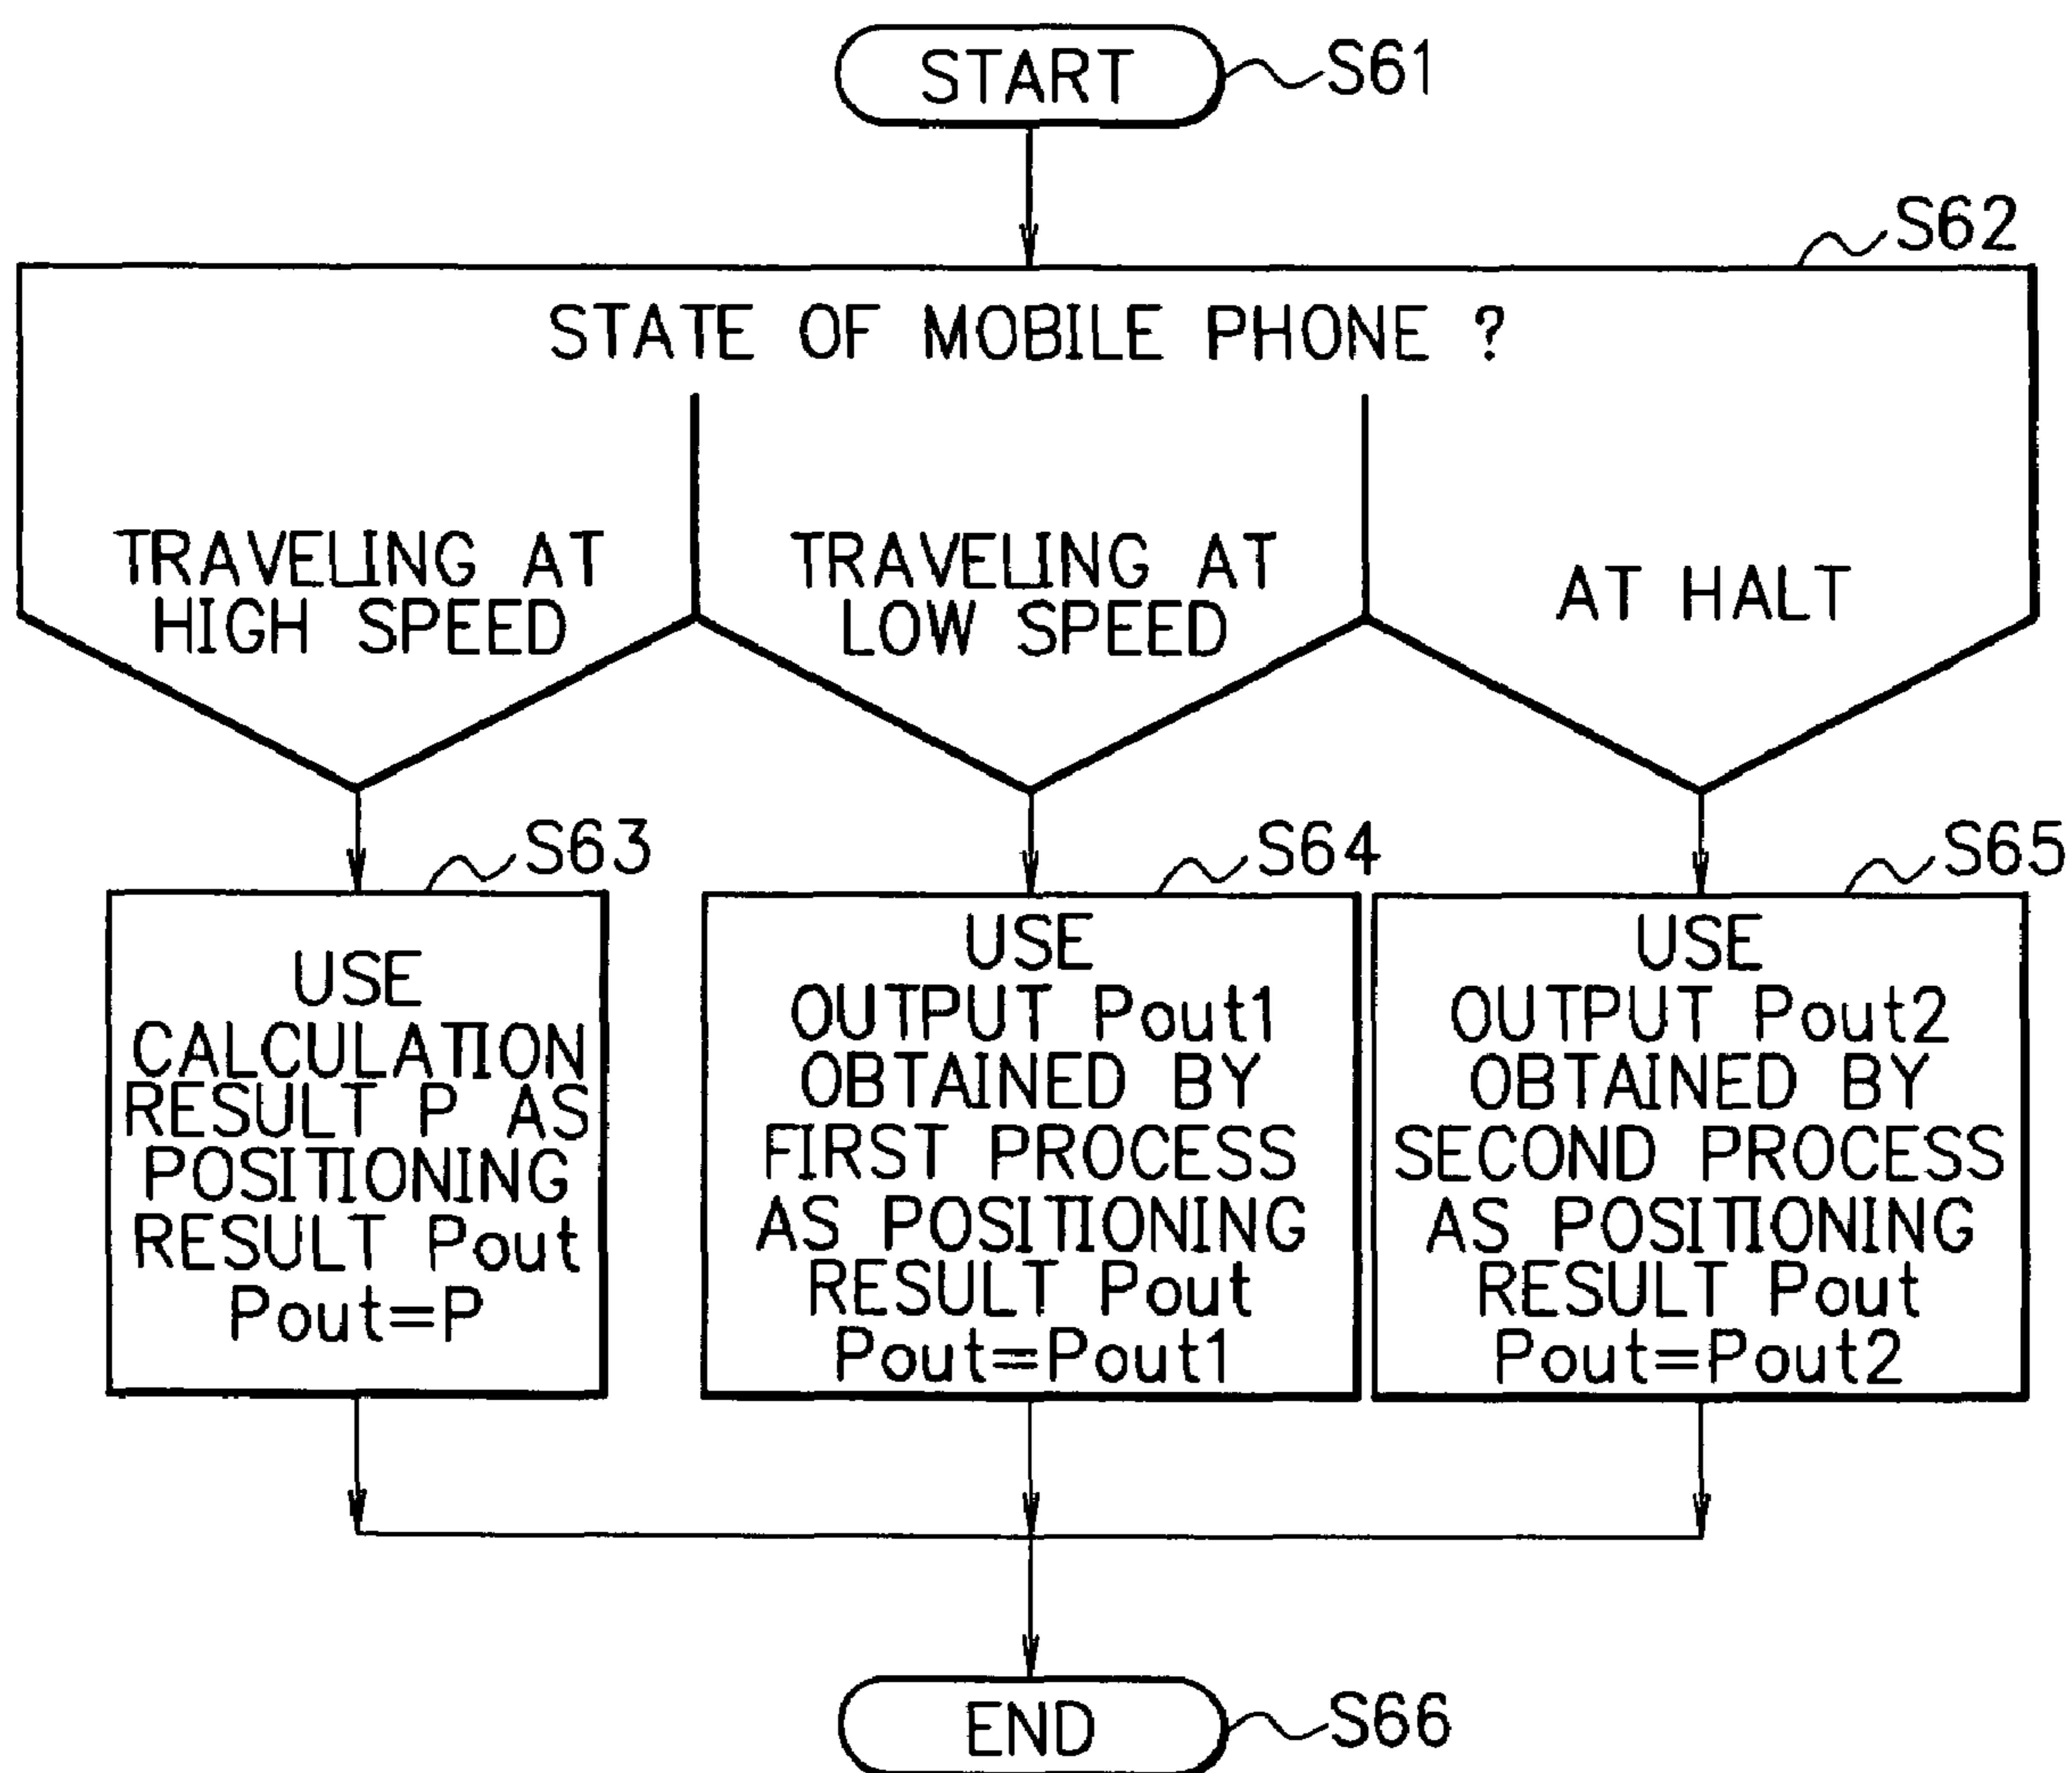 START
S61
S62
STATE OF MOBILE PHONE ?
TRAVELING AT
HIGH SPEED
TRAVELING AT
LOW SPEED
AT HALT
S63
USE
CALCULATION
RESULT P AS
POSITIONING
RESULT Pout
Pout=P
S64
USE
OUTPUT Pout1
OBTAINED BY
FIRST PROCESS
AS POSITIONING
RESULT Pout
Pout=Pout1
S65
USE
OUTPUT Pout2
OBTAINED BY
SECOND PROCESS
AS POSITIONING
RESULT Pout
Pout=Pout2
END
S66